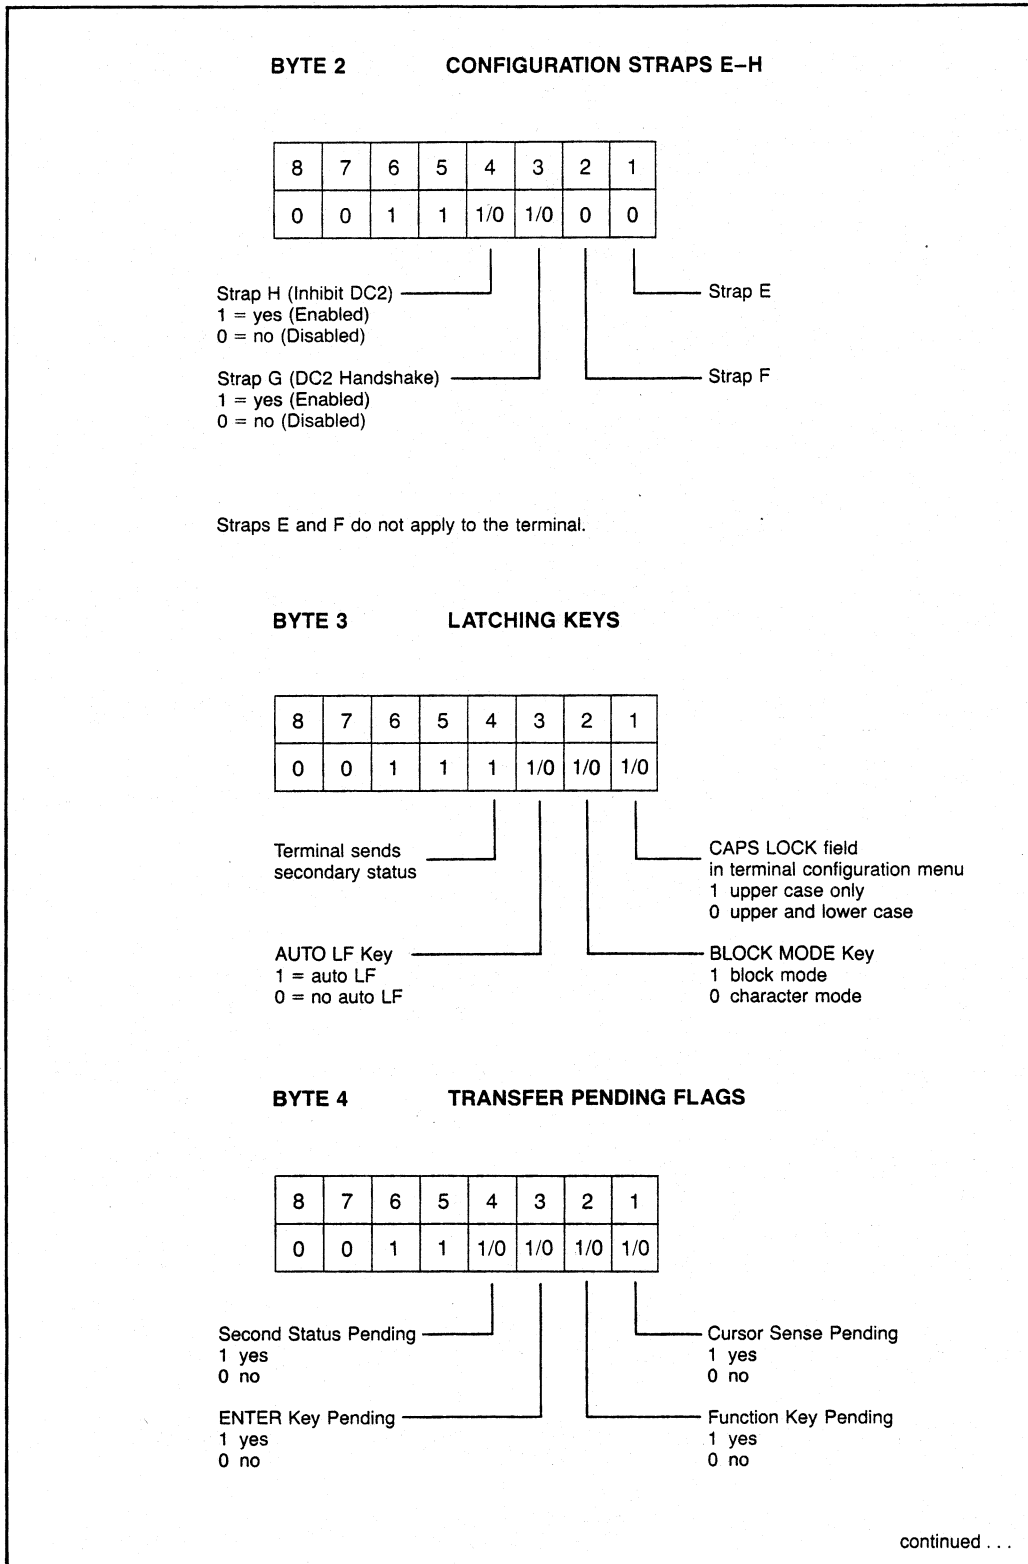 BYTE 2 CONFIGURATION STRAPS E–H
8 7 6 5 4 3 2 1
0 0 1 1 1/0 1/0 0 0
Strap H (Inhibit DC2)
1 = yes (Enabled)
0 = no (Disabled)
Strap E
Strap G (DC2 Handshake)
1 = yes (Enabled)
0 = no (Disabled)
Strap F
Straps E and F do not apply to the terminal.
BYTE 3 LATCHING KEYS
8 7 6 5 4 3 2 1
0 0 1 1 1 1/0 1/0 1/0
Terminal sends
secondary status
CAPS LOCK field
in terminal configuration menu
1 upper case only
0 upper and lower case
AUTO LF Key
1 = auto LF
0 = no auto LF
BLOCK MODE Key
1 block mode
0 character mode
BYTE 4 TRANSFER PENDING FLAGS
8 7 6 5 4 3 2 1
0 0 1 1 1/0 1/0 1/0 1/0
Second Status Pending
1 yes
0 no
Cursor Sense Pending
1 yes
0 no
ENTER Key Pending
1 yes
0 no
Function Key Pending
1 yes
0 no
continued . . .